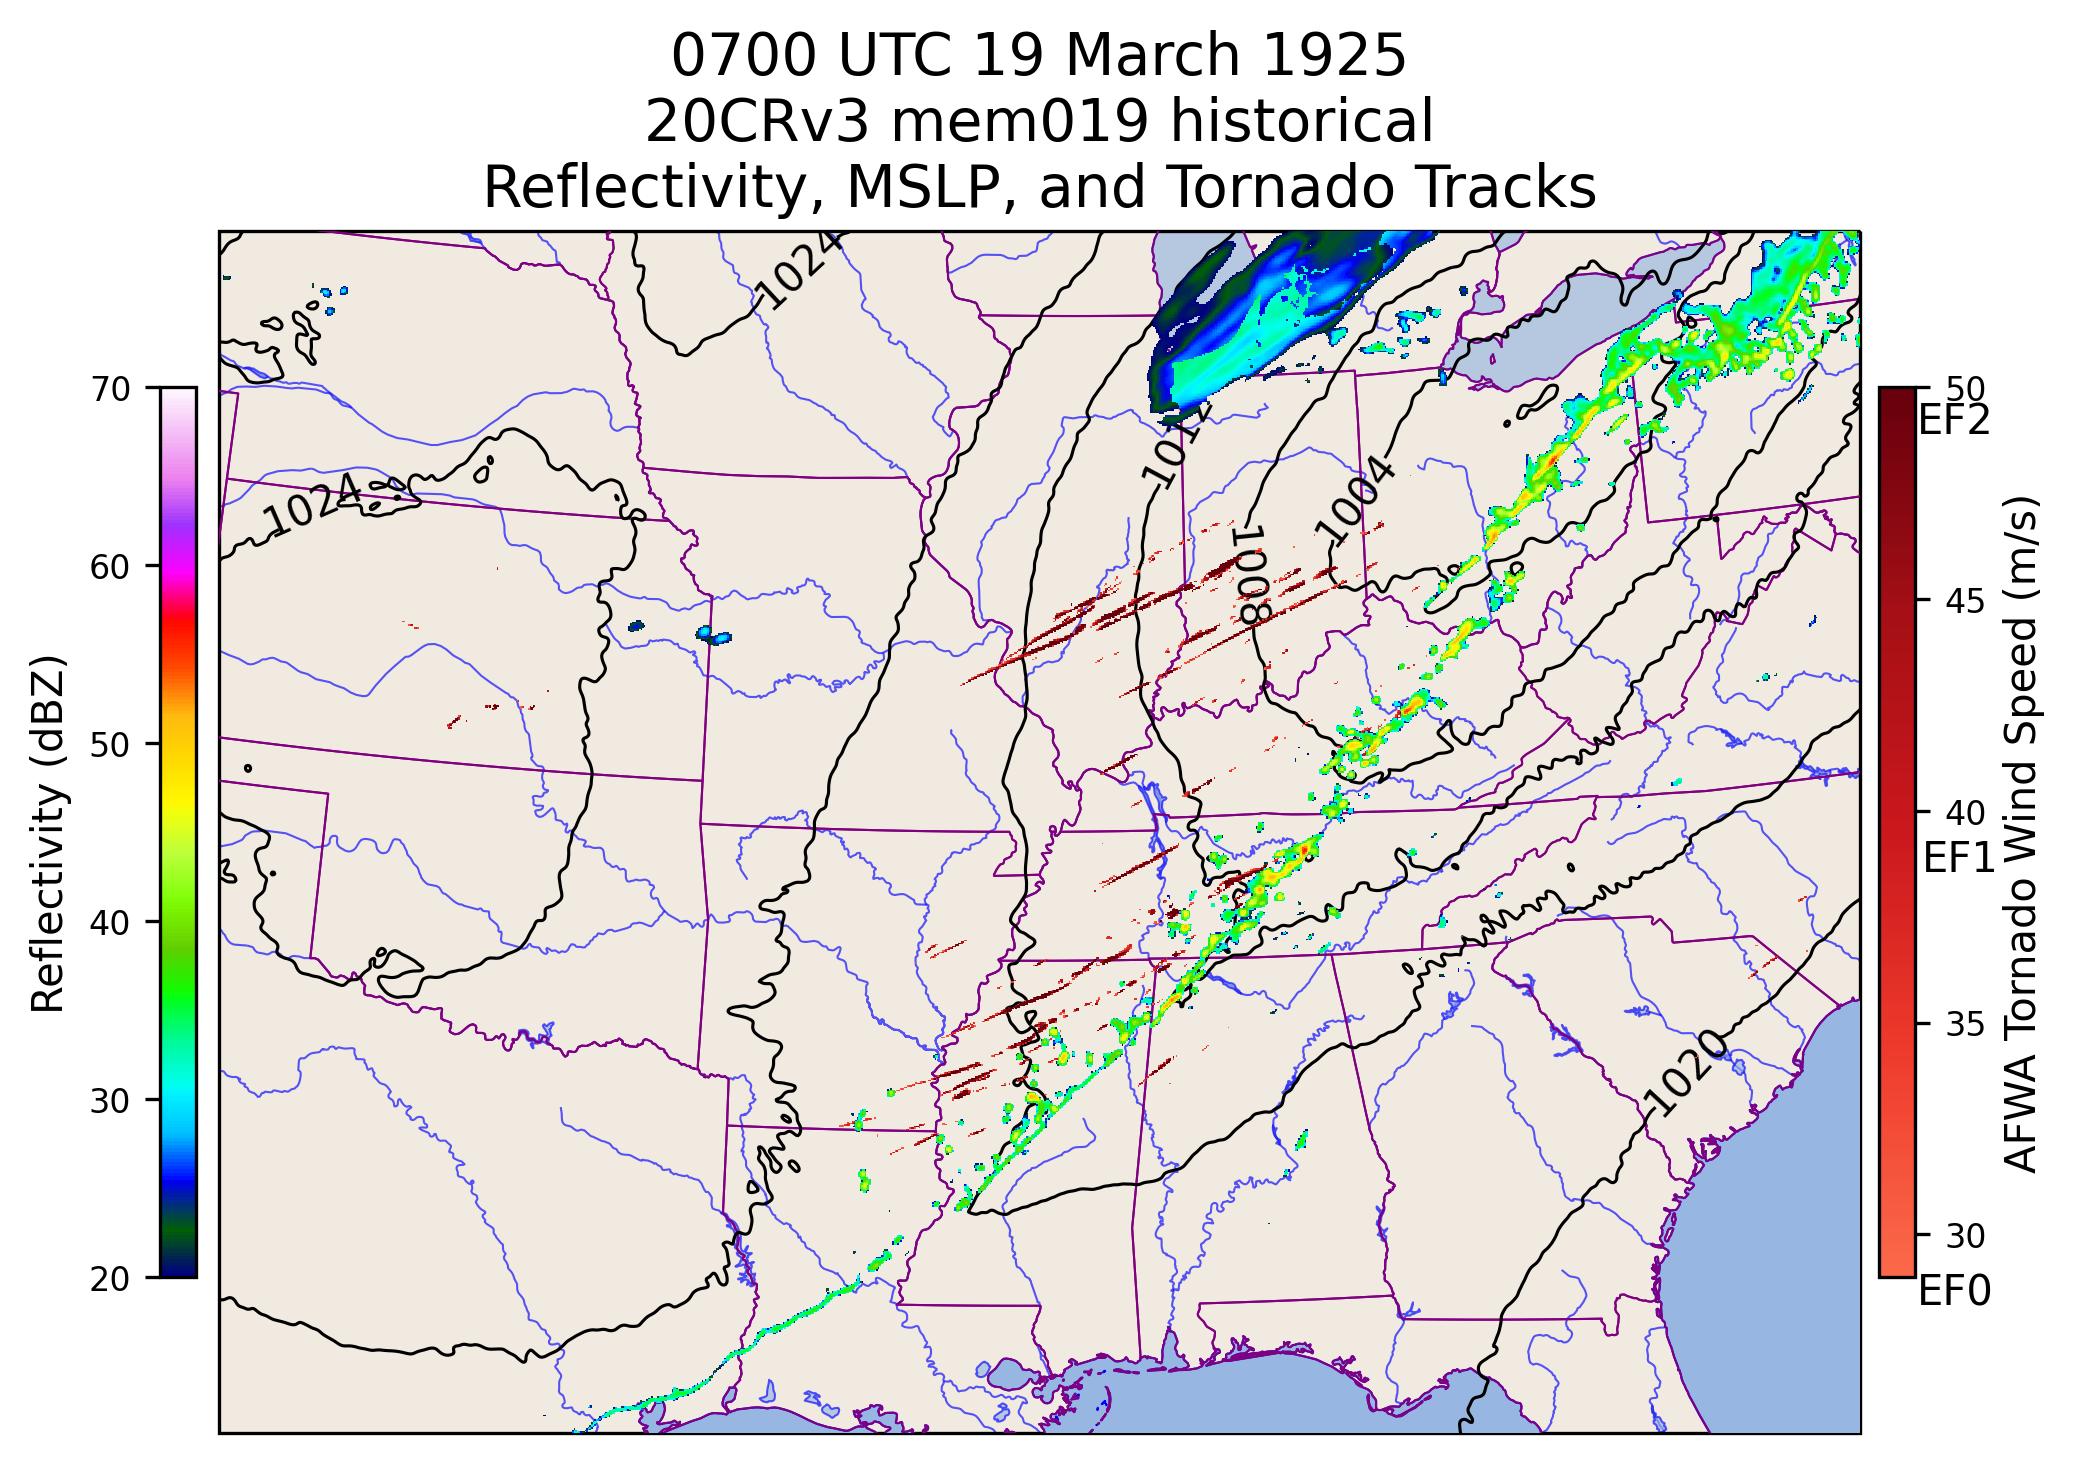 0700 UTC 19 March 1925
20CRv3 mem019 historical
Reflectivity, MSLP, and Tornado Tracks
1024
1024
1012
1004
1008
1020
70
60
50
40
30
20
Reflectivity (dBZ)
50
EF2
45
40
EF1
35
30
EF0
AFWA Tornado Wind Speed (m/s)